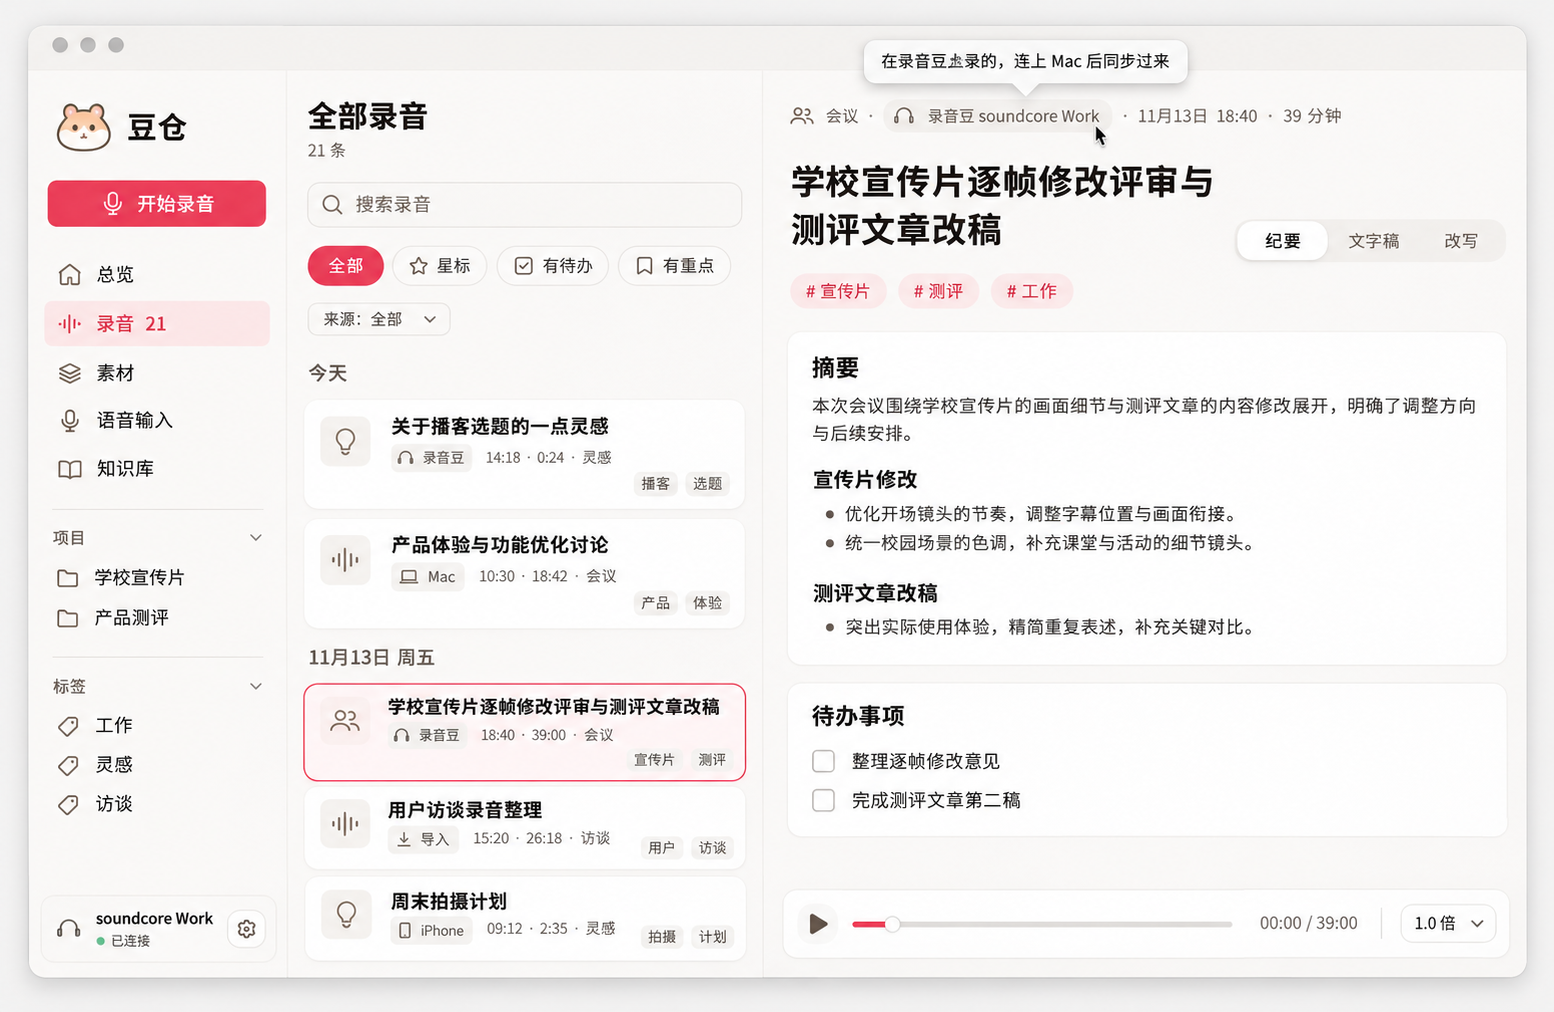 在录音豆上录的，连上 Mac 后同步过来
豆仓
开始录音
总览
录音 21
素材
语音输入
知识库
项目
学校宣传片
产品测评
标签
工作
灵感
访谈
soundcore Work
已连接
全部录音
21 条
搜索录音
全部 星标 有待办 有重点
来源：全部
今天
关于播客选题的一点灵感
录音豆 14:18 · 0:24 · 灵感
播客 选题
产品体验与功能优化讨论
Mac 10:30 · 18:42 · 会议
产品 体验
11月13日 周五
学校宣传片逐帧修改评审与测评文章改稿
录音豆 18:40 · 39:00 · 会议
宣传片 测评
用户访谈录音整理
导入 15:20 · 26:18 · 访谈
用户 访谈
周末拍摄计划
iPhone 09:12 · 2:35 · 灵感
拍摄 计划
会议 · 录音豆 soundcore Work · 11月13日 18:40 · 39 分钟
学校宣传片逐帧修改评审与
测评文章改稿
纪要 文字稿 改写
# 宣传片 # 测评 # 工作
摘要
本次会议围绕学校宣传片的画面细节与测评文章的内容修改展开，明确了调整方向
与后续安排。
宣传片修改
• 优化开场镜头的节奏，调整字幕位置与画面衔接。
• 统一校园场景的色调，补充课堂与活动的细节镜头。
测评文章改稿
• 突出实际使用体验，精简重复表述，补充关键对比。
待办事项
整理逐帧修改意见
完成测评文章第二稿
00:00 / 39:00
1.0 倍